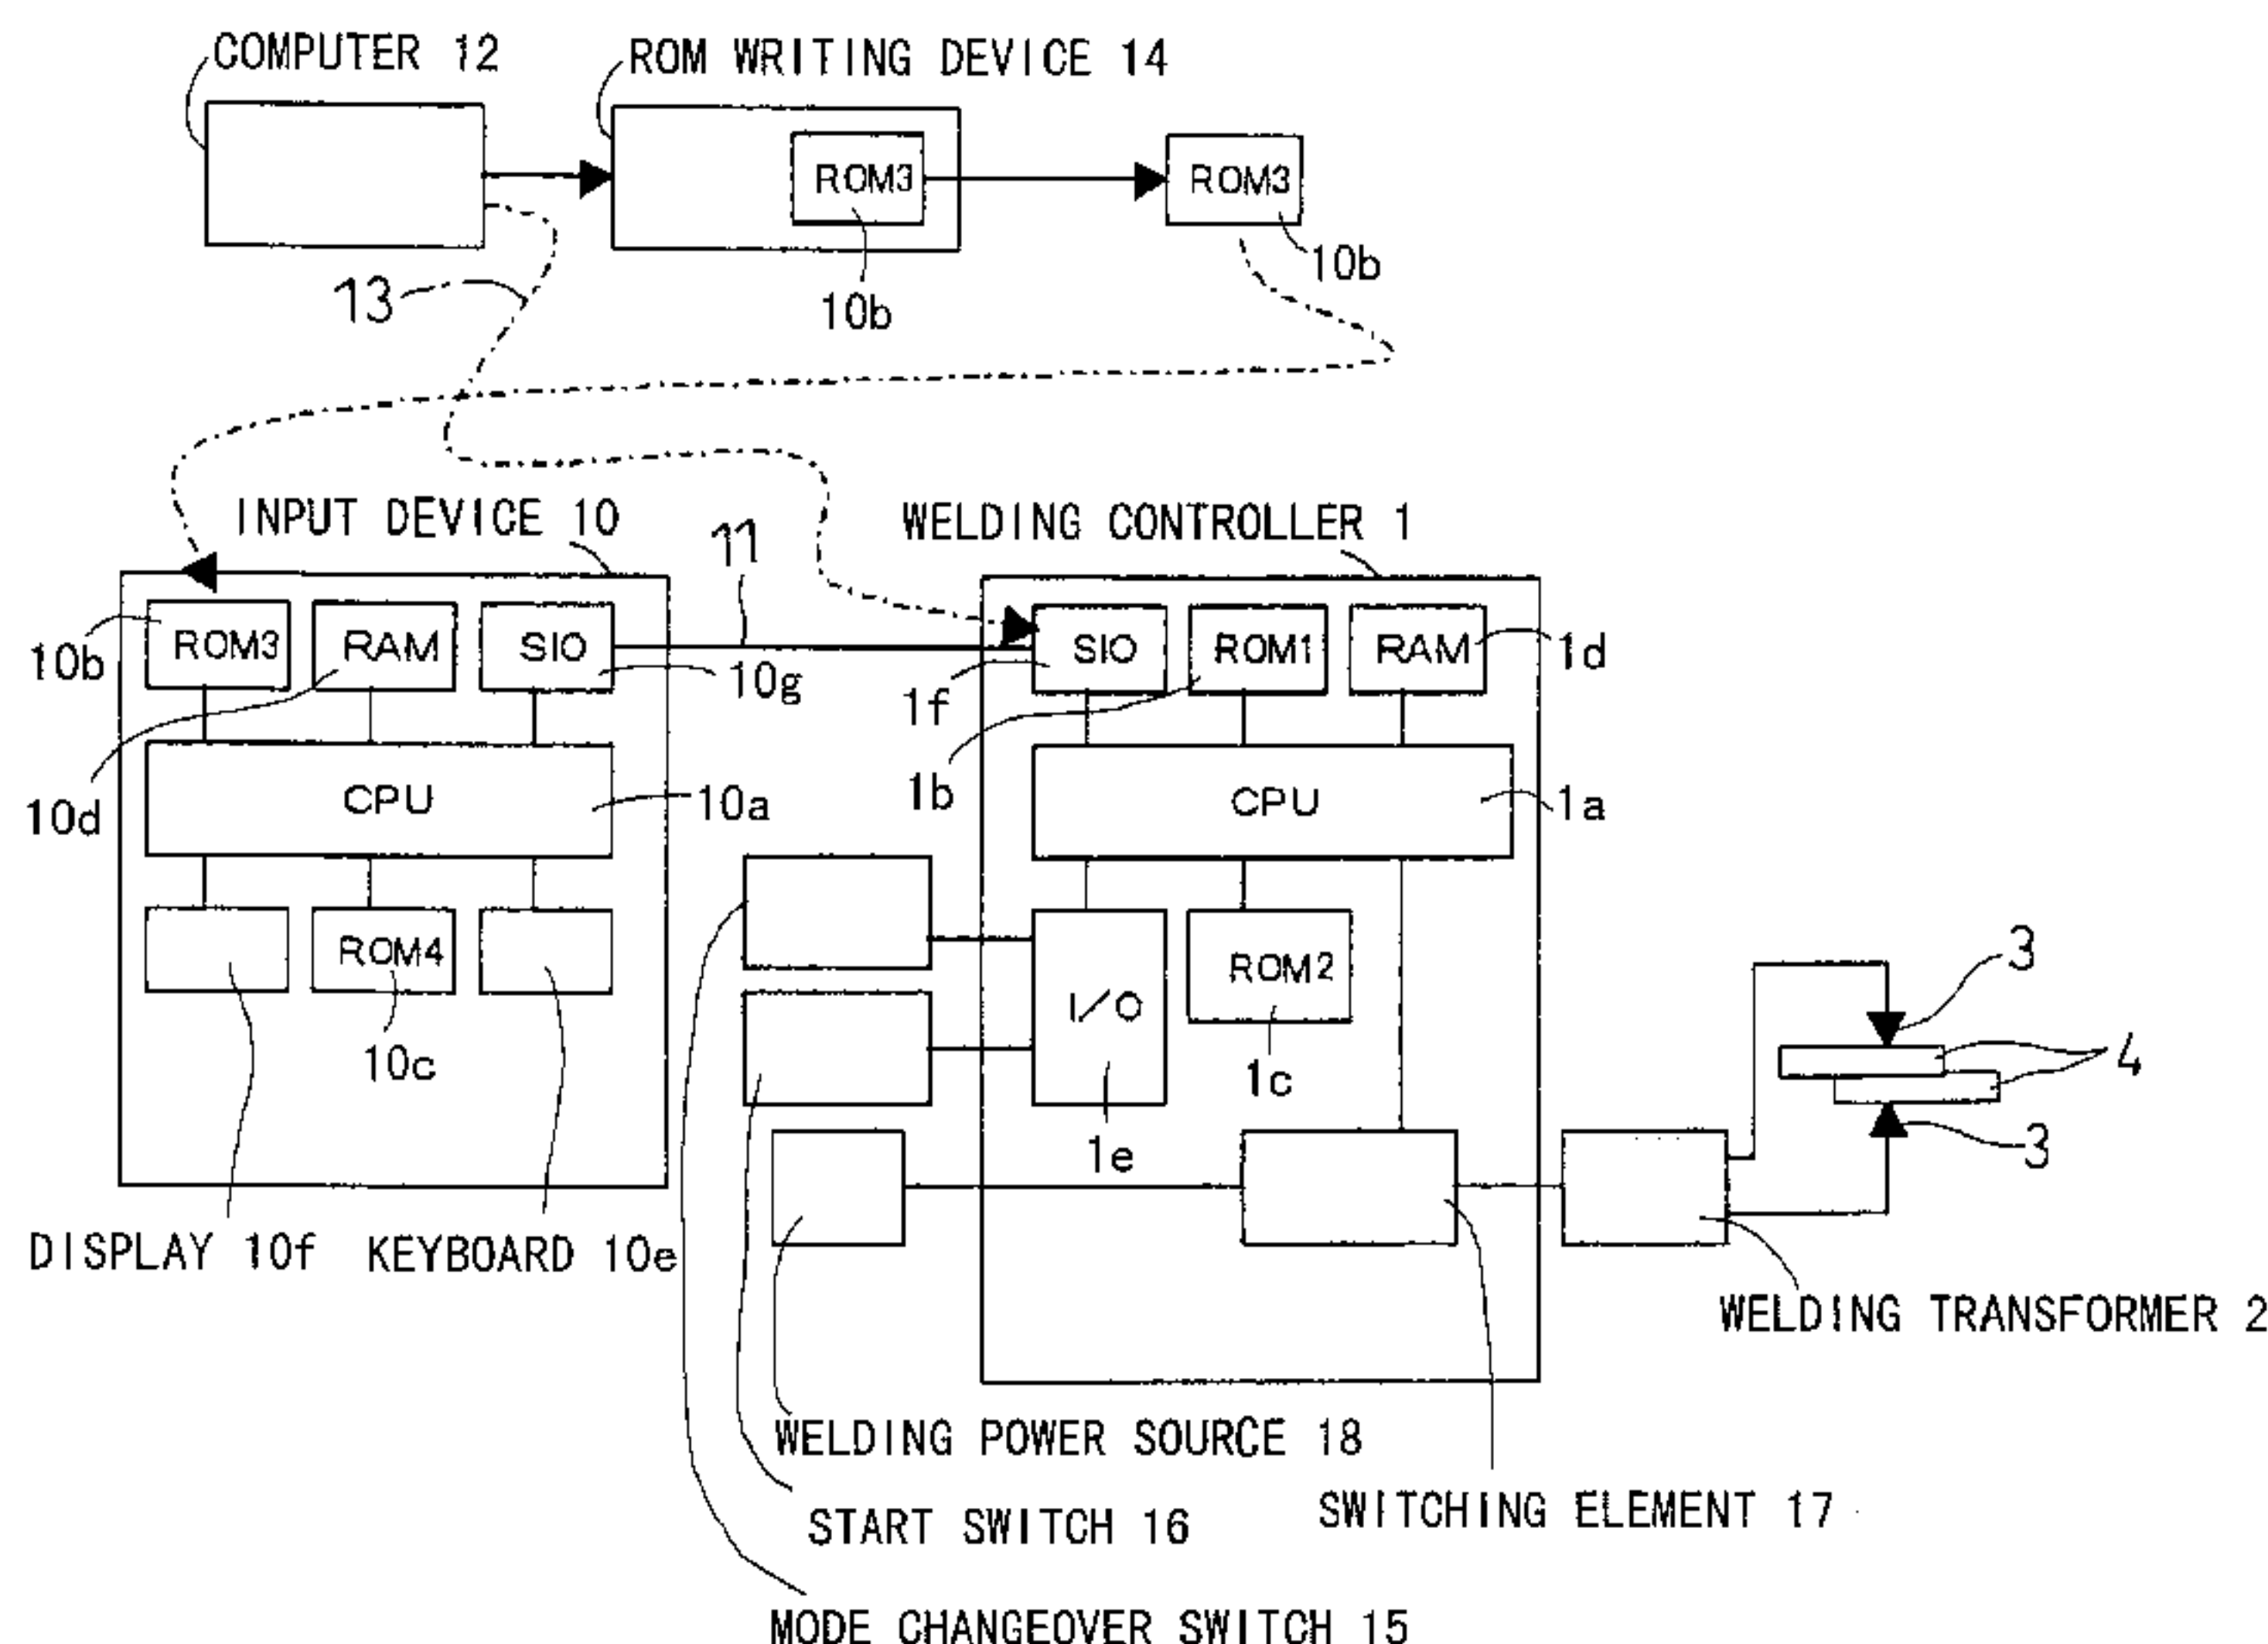 COMPUTER 12
ROM WRITING DEVICE 14
ROM3
ROM3
10b
10b
13
INPUT DEVICE 10
11
WELDING CONTROLLER 1
10b
ROM3
RAM
SIO
10g
1f
SIO
ROM1
RAM
1d
10d
CPU
10a
1b
CPU
1a
ROM4
10c
I/O
1e
ROM2
1c
3
4
3
DISPLAY 10f
KEYBOARD 10e
WELDING TRANSFORMER 2
WELDING POWER SOURCE 18
START SWITCH 16
SWITCHING ELEMENT 17
MODE CHANGEOVER SWITCH 15